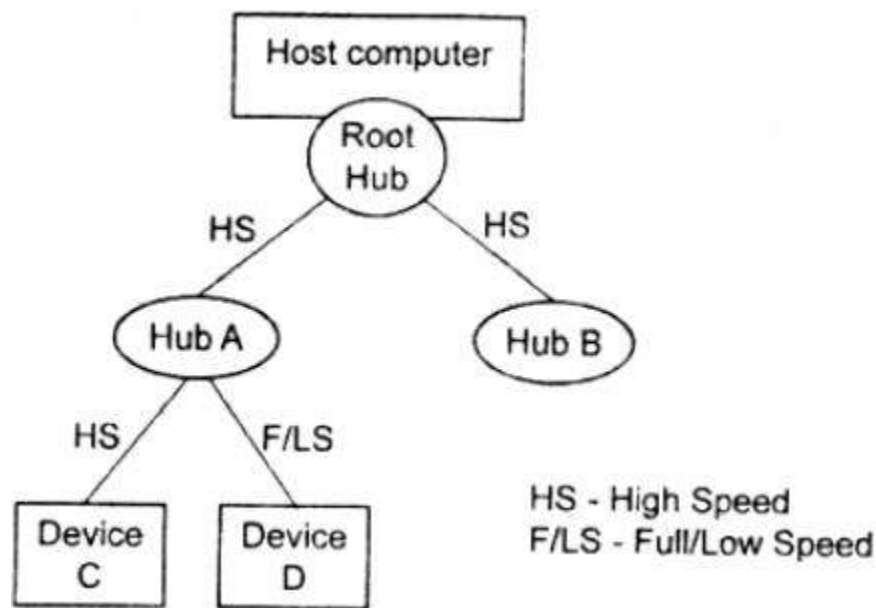 Host computer
Root
Hub
HS
HS
Hub A
Hub B
HS
F/LS
Device
C
Device
D
HS - High Speed
F/LS - Full/Low Speed